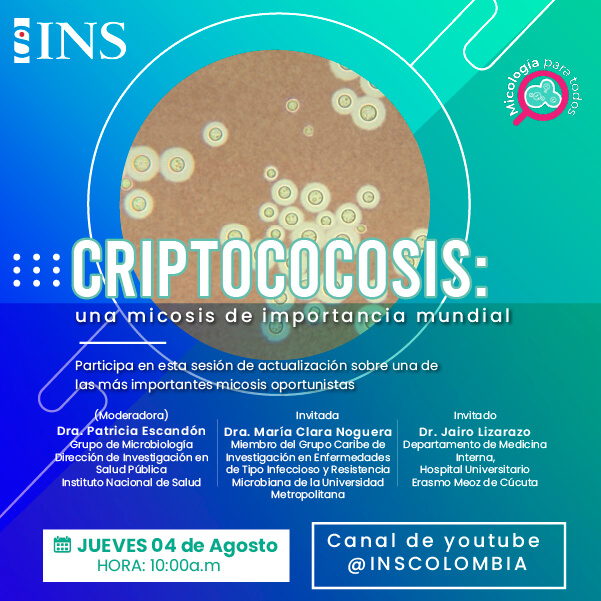 INS
Micología para todos
CRIPTOCOCOSIS:
una micosis de importancia mundial
Participa en esta sesión de actualización sobre una de
las más importantes micosis oportunistas
(Moderadora)
Dra. Patricia Escandón
Grupo de Microbiología
Dirección de Investigación en
Salud Pública
Instituto Nacional de Salud
Invitada
Dra. María Clara Noguera
Miembro del Grupo Caribe de
Investigación en Enfermedades
de Tipo Infeccioso y Resistencia
Microbiana de la Universidad
Metropolitana
Invitado
Dr. Jairo Lizarazo
Departamento de Medicina
Interna,
Hospital Universitario
Erasmo Meoz de Cúcuta
JUEVES 04 de Agosto
HORA: 10:00a.m
Canal de youtube
@INSCOLOMBIA